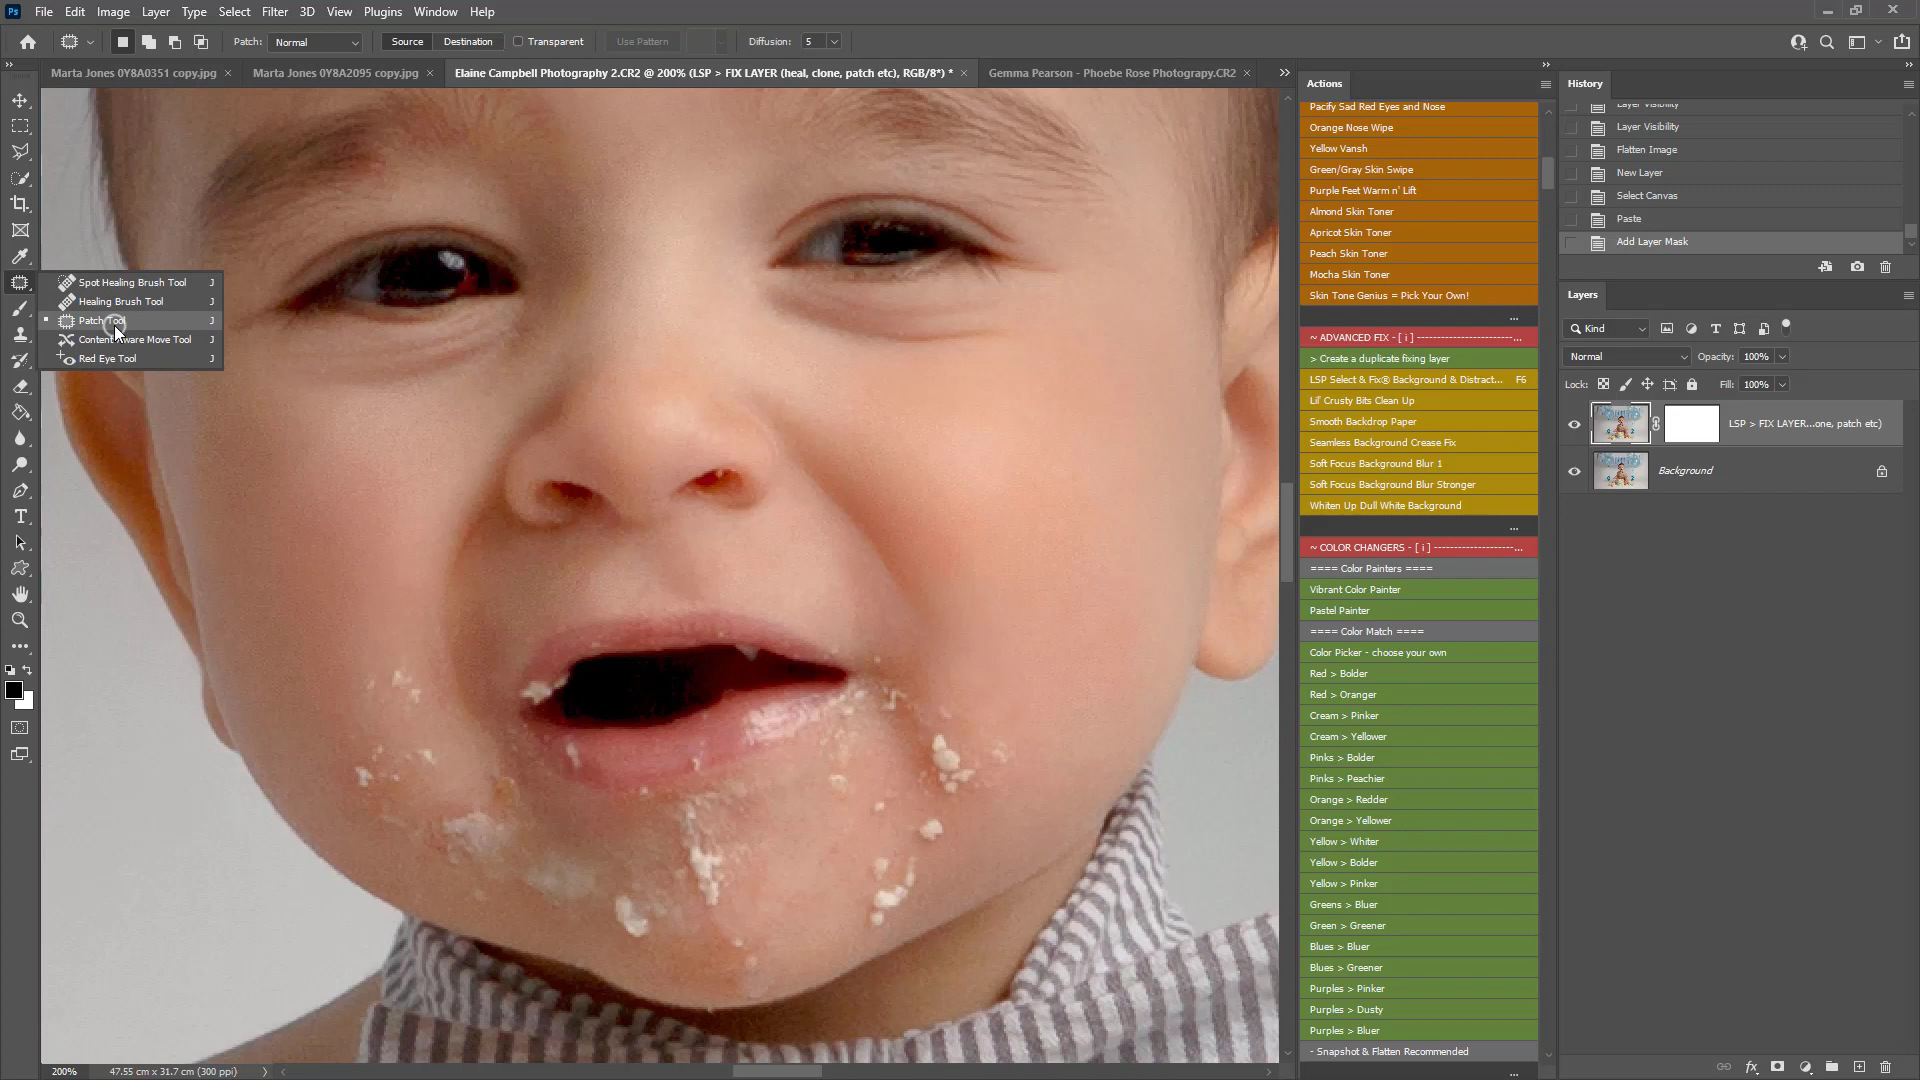 Ps File Edit Image Layer Type Select Filter 3D View Plugins Window Help
Patch: Normal Source Destination Transparent Use Pattern Diffusion: 5
Marta Jones 0Y8A0351 copy.jpg × Marta Jones 0Y8A2095 copy.jpg × Elaine Campbell Photography 2.CR2 @ 200% (LSP > FIX LAYER (heal, clone, patch etc), RGB/8*) * × Gemma Pearson - Phoebe Rose Photograpy.CR2 ×
Spot Healing Brush Tool J
Healing Brush Tool J
Patch Tool J
Content-Aware Move Tool J
Red Eye Tool J
200% 47.55 cm x 31.7 cm (300 ppi)
Actions
Pacify Sad Red Eyes and Nose
Orange Nose Wipe
Yellow Vansh
Green/Gray Skin Swipe
Purple Feet Warm n' Lift
Almond Skin Toner
Apricot Skin Toner
Peach Skin Toner
Mocha Skin Toner
Skin Tone Genius = Pick Your Own!
...
~ ADVANCED FIX - [ i ] -------------------------...
> Create a duplicate fixing layer
LSP Select & Fix® Background & Distract... F6
Lil' Crusty Bits Clean Up
Smooth Backdrop Paper
Seamless Background Crease Fix
Soft Focus Background Blur 1
Soft Focus Background Blur Stronger
Whiten Up Dull White Background
...
~ COLOR CHANGERS - [ i ] ---------------------...
==== Color Painters ====
Vibrant Color Painter
Pastel Painter
==== Color Match ====
Color Picker - choose your own
Red > Bolder
Red > Oranger
Cream > Pinker
Cream > Yellower
Pinks > Bolder
Pinks > Peachier
Orange > Redder
Orange > Yellower
Yellow > Whiter
Yellow > Bolder
Yellow > Pinker
Greens > Bluer
Green > Greener
Blues > Bluer
Blues > Greener
Purples > Pinker
Purples > Dusty
Purples > Bluer
- Snapshot & Flatten Recommended
...
History
Layer Visibility
Layer Visibility
Flatten Image
New Layer
Select Canvas
Paste
Add Layer Mask
Layers
Kind
Normal Opacity: 100%
Lock: Fill: 100%
LSP > FIX LAYER...one, patch etc)
Background
fx